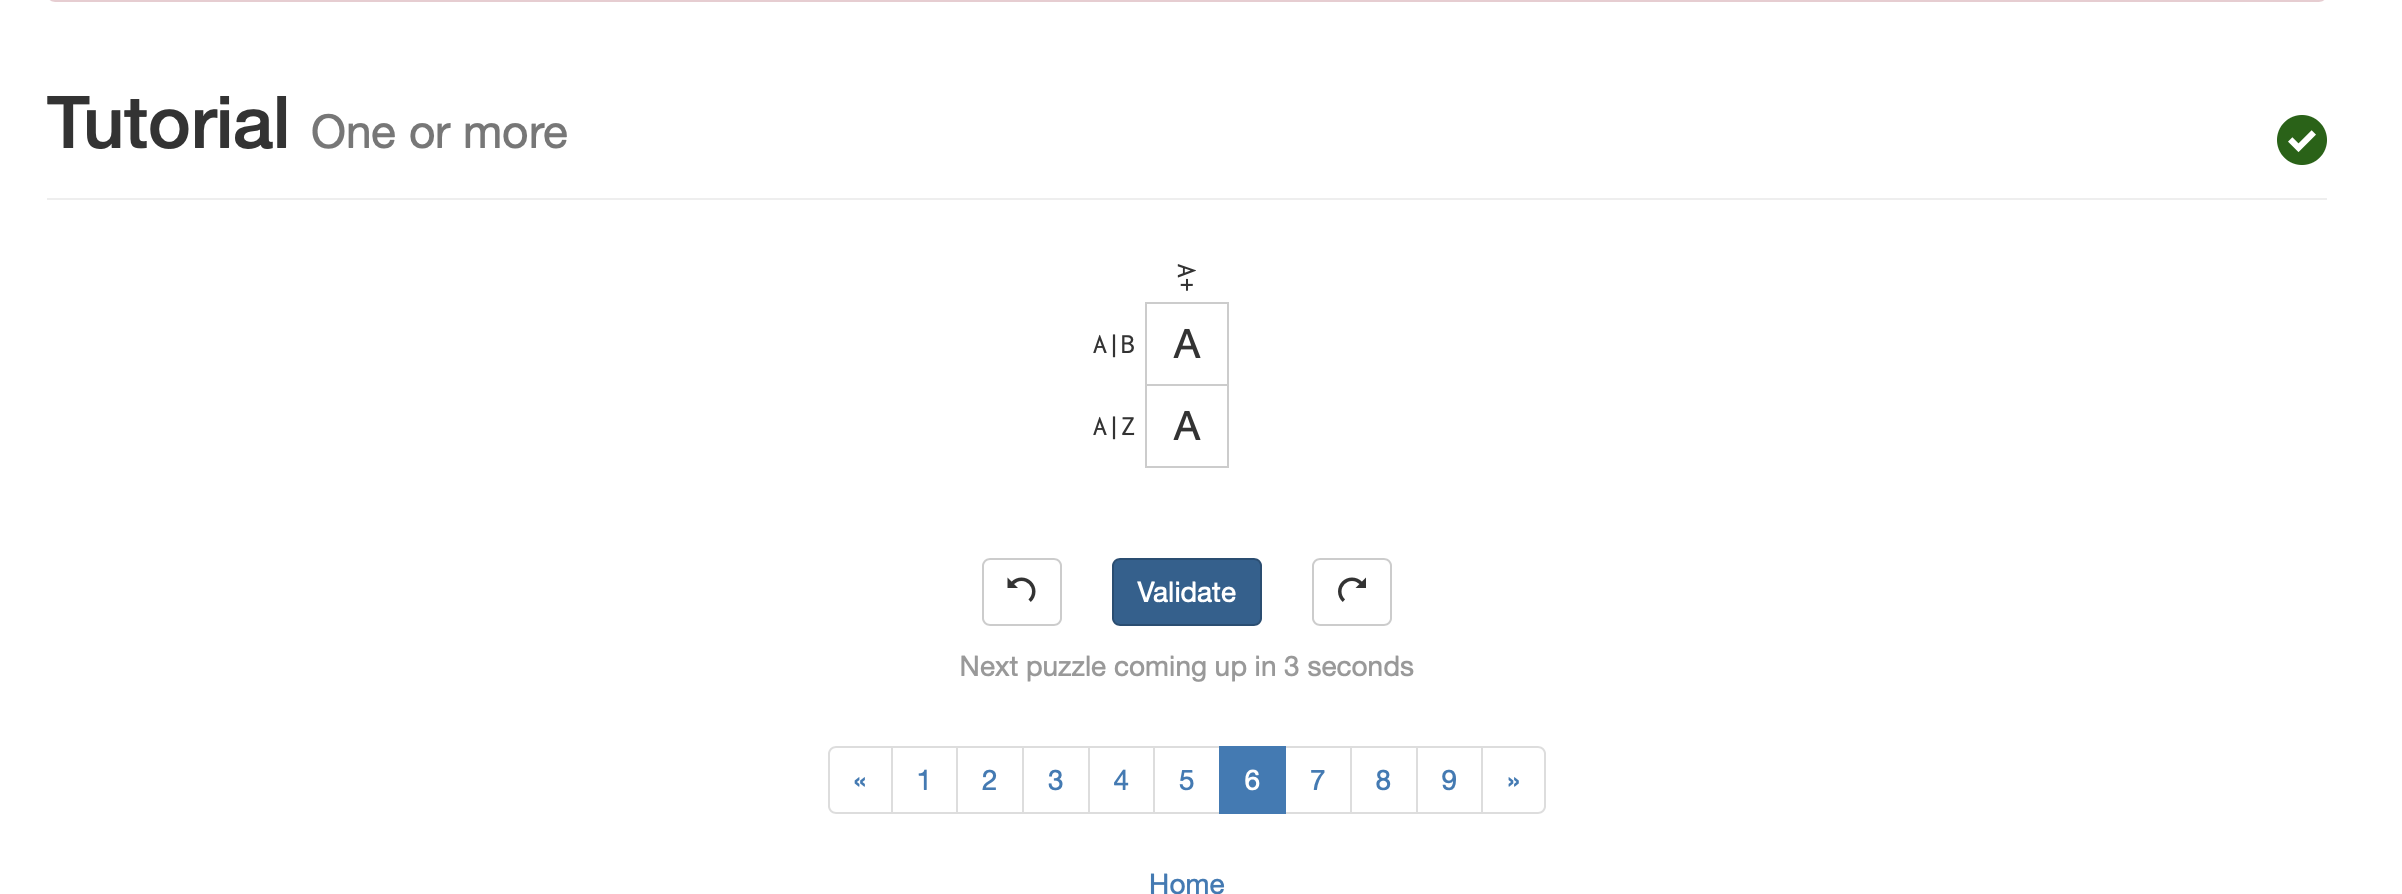 Tutorial One or more
A+
A|B A
A|Z A
Validate
Next puzzle coming up in 3 seconds
« 1 2 3 4 5 6 7 8 9 »
Home